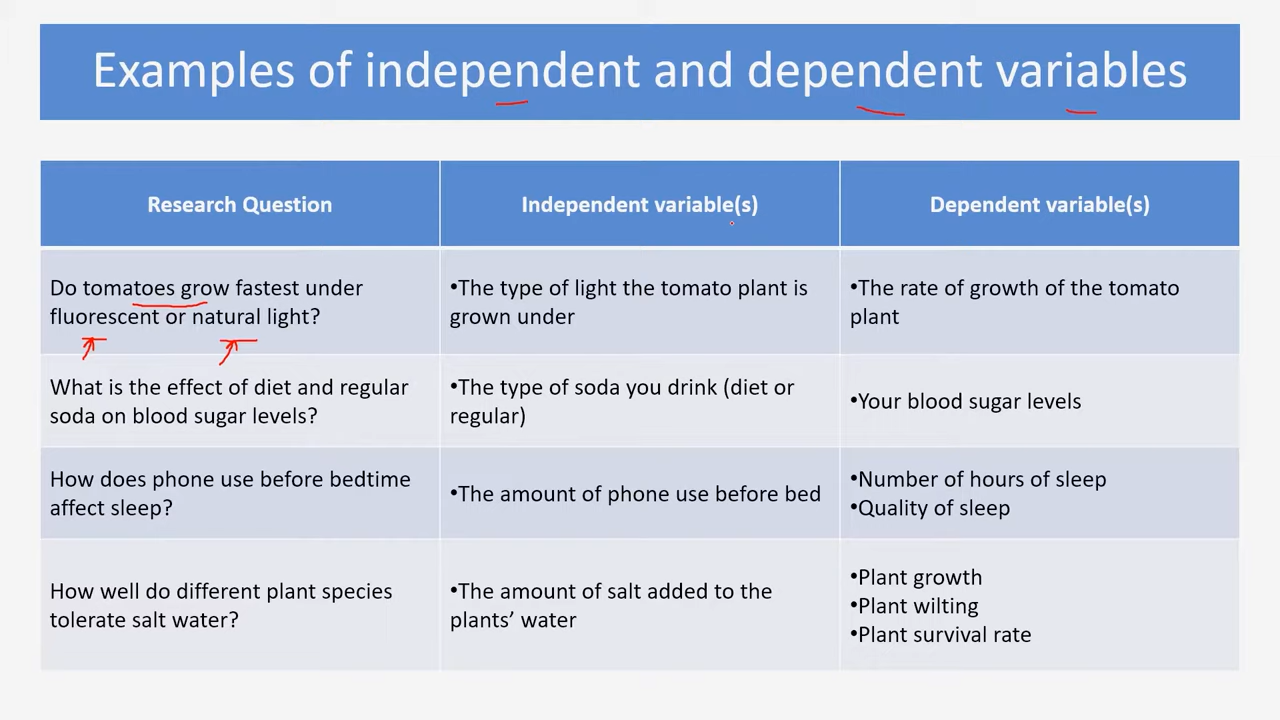 Examples of independent and dependent variables
Research Question
Independent variable(s)
Dependent variable(s)
Do tomatoes grow fastest under
fluorescent or natural light?
•The type of light the tomato plant is
grown under
•The rate of growth of the tomato
plant
What is the effect of diet and regular
soda on blood sugar levels?
•The type of soda you drink (diet or
regular)
•Your blood sugar levels
How does phone use before bedtime
affect sleep?
•The amount of phone use before bed
•Number of hours of sleep
•Quality of sleep
How well do different plant species
tolerate salt water?
•The amount of salt added to the
plants’ water
•Plant growth
•Plant wilting
•Plant survival rate